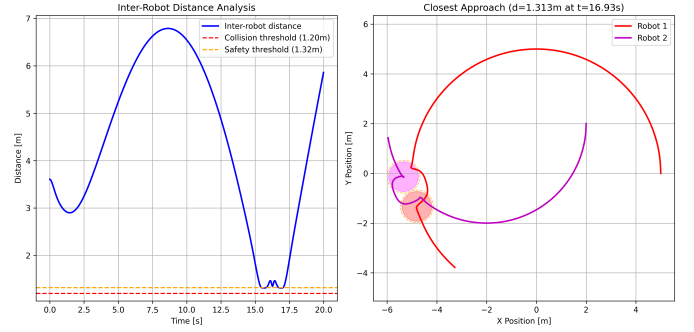 Inter-Robot Distance Analysis
Inter-robot distance
Collision threshold (1.20m)
Safety threshold (1.32m)
7
6
5
4
3
2
Distance [m]
0.0 2.5 5.0 7.5 10.0 12.5 15.0 17.5 20.0
Time [s]
Closest Approach (d=1.313m at t=16.93s)
Robot 1
Robot 2
6
4
2
0
−2
−4
Y Position [m]
−6 −4 −2 0 2 4
X Position [m]